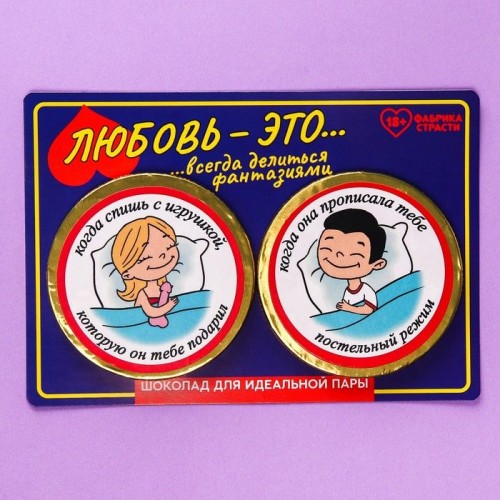 ЛЮБОВЬ – ЭТО...
...всегда делиться
фантазиями
18+
ФАБРИКА
СТРАСТИ
когда спишь с игрушкой,
которую он тебе подарил
когда она прописала тебе
постельный режим
ШОКОЛАД ДЛЯ ИДЕАЛЬНОЙ ПАРЫ